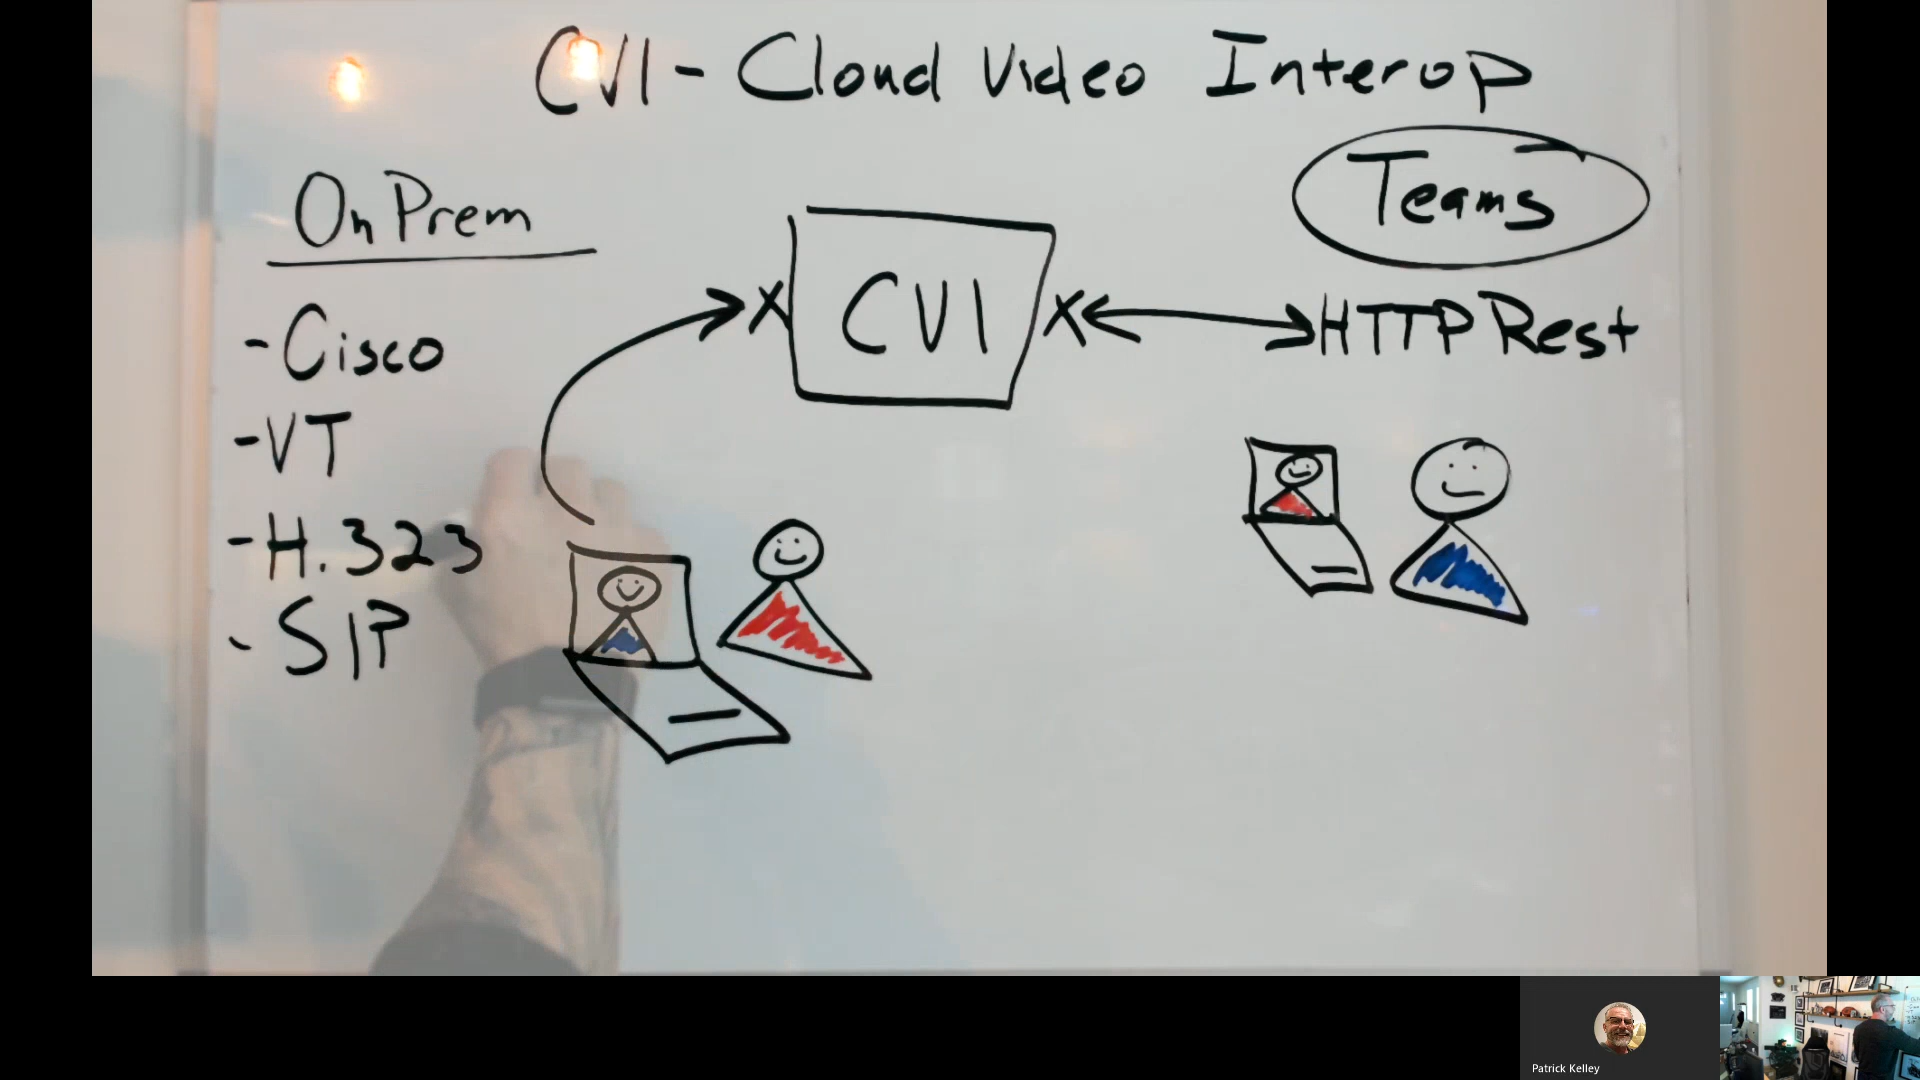 CVI - Cloud Video Interop
Teams
On Prem
X
CVI
X
HTTP Rest
- Cisco
- VT
- H.323
- SIP
Patrick Kelley